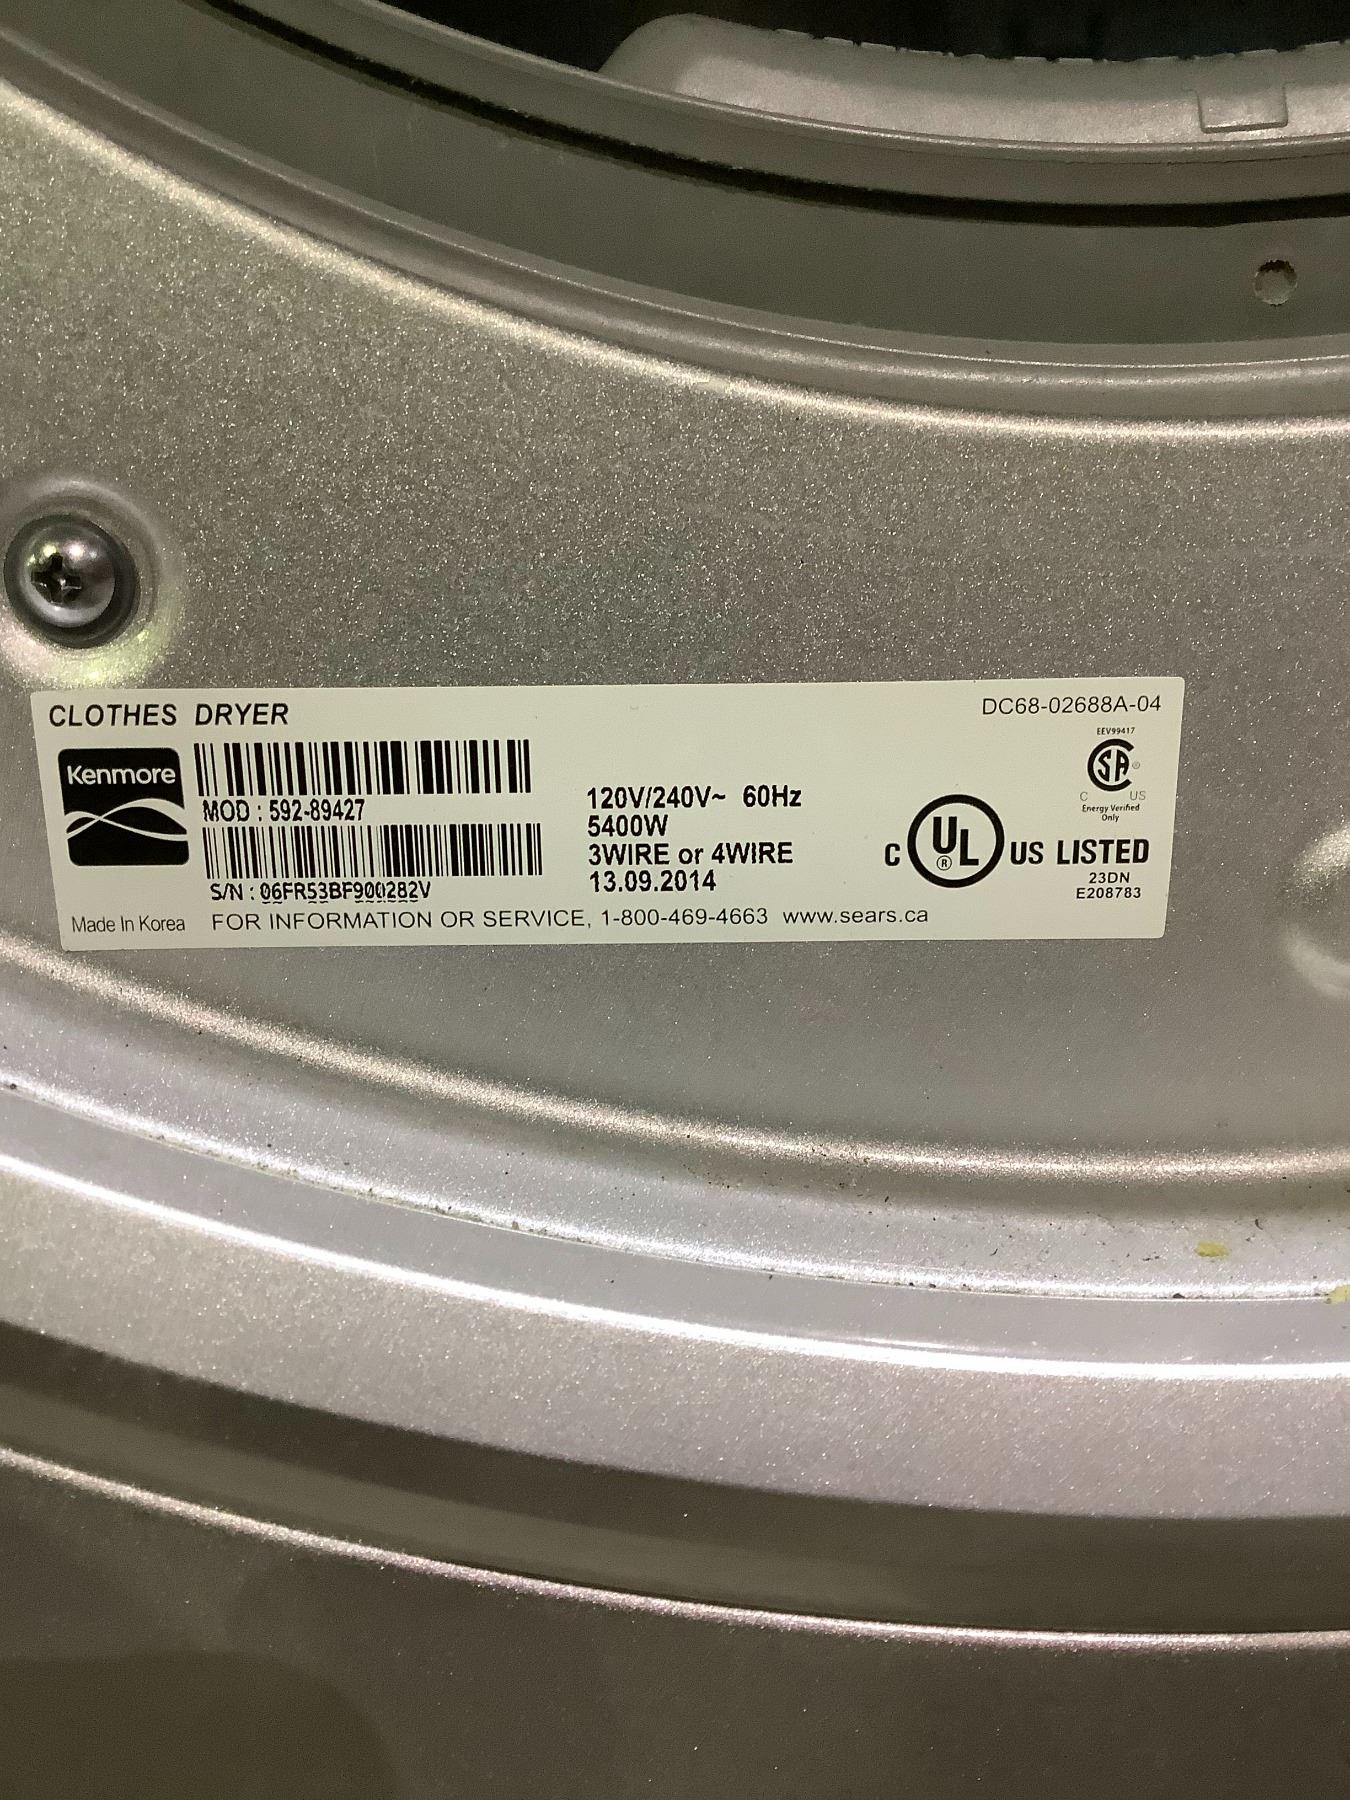 CLOTHES DRYER
DC68-02688A-04
EEV99417
Kenmore
SA ®
C US
Energy Verified
Only
MOD : 592-89427
120V/240V~ 60Hz
5400W
3WIRE or 4WIRE
13.09.2014
C UL ® US LISTED
23DN
E208783
S/N : 06FR53BF900282V
Made In Korea FOR INFORMATION OR SERVICE, 1-800-469-4663 www.sears.ca